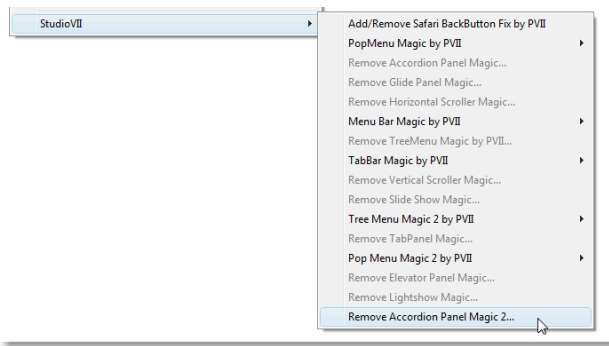 StudioVII
Add/Remove Safari BackButton Fix by PVII
PopMenu Magic by PVII
Remove Accordion Panel Magic...
Remove Glide Panel Magic...
Remove Horizontal Scroller Magic...
Menu Bar Magic by PVII
Remove TreeMenu Magic by PVII...
TabBar Magic by PVII
Remove Vertical Scroller Magic...
Remove Slide Show Magic...
Tree Menu Magic 2 by PVII
Remove TabPanel Magic...
Pop Menu Magic 2 by PVII
Remove Elevator Panel Magic...
Remove Lightshow Magic...
Remove Accordion Panel Magic 2...